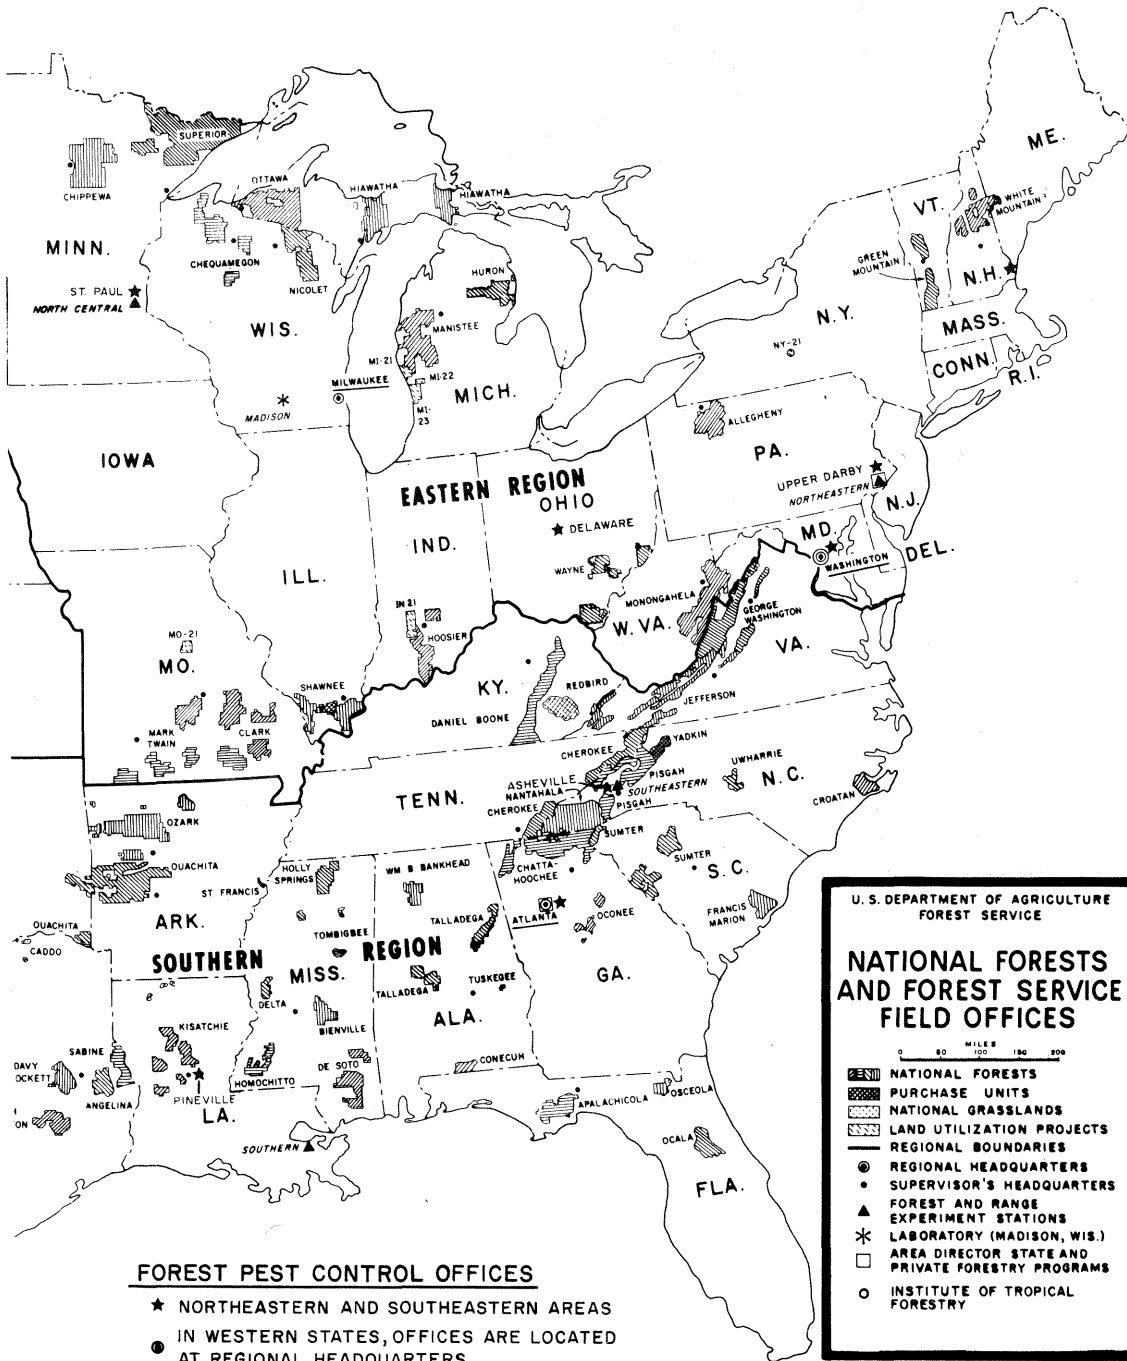 SUPERIOR
CHIPPEWA
OTTAWA
HIAWATHA
HIAWATHA
ME.
VT.
WHITE
MOUNTAIN
MINN.
CHEQUAMEGON
NICOLET
HURON
GREEN
MOUNTAIN
N.H.
ST. PAUL
NORTH CENTRAL
WIS.
MANISTEE
N.Y.
MASS.
NY-21
CONN.
R.I.
MI-21
MI-22
MILWAUKEE
MICH.
MADISON
MI-
23
ALLEGHENY
IOWA
PA.
EASTERN REGION
OHIO
UPPER DARBY
NORTHEASTERN
N.J.
DELAWARE
IND.
MD.
DEL.
WASHINGTON
ILL.
WAYNE
MONONGAHELA
GEORGE
WASHINGTON
IN 21
HOOSIER
W. VA.
VA.
MO-21
MO.
SHAWNEE
KY.
REDBIRD
JEFFERSON
DANIEL BOONE
MARK
TWAIN
CLARK
CHEROKEE
YADKIN
UWHARRIE
ASHEVILLE
PISGAH
N.C.
NANTAHALA
SOUTHEASTERN
TENN.
CHEROKEE
PISGAH
CROATAN
OZARK
SUMTER
SUMTER
OUACHITA
HOLLY
SPRINGS
WM B. BANKHEAD
CHATTA-
HOOCHEE
S.C.
ST FRANCIS
ATLANTA
OCONEE
FRANCIS
MARION
ARK.
TALLADEGA
OUACHITA
CADDO
TOMBIGBEE
SOUTHERN REGION
MISS.
GA.
TALLADEGA
TUSKEGEE
DELTA
ALA.
BIENVILLE
KISATCHIE
SABINE
DAVY
OCKETT
DE SOTO
CONECUH
HOMOCHITTO
ANGELINA
PINEVILLE
LA.
ON
APALACHICOLA
OSCEOLA
SOUTHERN
OCALA
FLA.
U. S. DEPARTMENT OF AGRICULTURE
FOREST SERVICE
NATIONAL FORESTS
AND FOREST SERVICE
FIELD OFFICES
MILES
0 50 100 150 200
NATIONAL FORESTS
PURCHASE UNITS
NATIONAL GRASSLANDS
LAND UTILIZATION PROJECTS
REGIONAL BOUNDARIES
REGIONAL HEADQUARTERS
SUPERVISOR'S HEADQUARTERS
FOREST AND RANGE
EXPERIMENT STATIONS
LABORATORY (MADISON, WIS.)
AREA DIRECTOR STATE AND
PRIVATE FORESTRY PROGRAMS
INSTITUTE OF TROPICAL
FORESTRY
FOREST PEST CONTROL OFFICES
NORTHEASTERN AND SOUTHEASTERN AREAS
IN WESTERN STATES, OFFICES ARE LOCATED
AT REGIONAL HEADQUARTERS